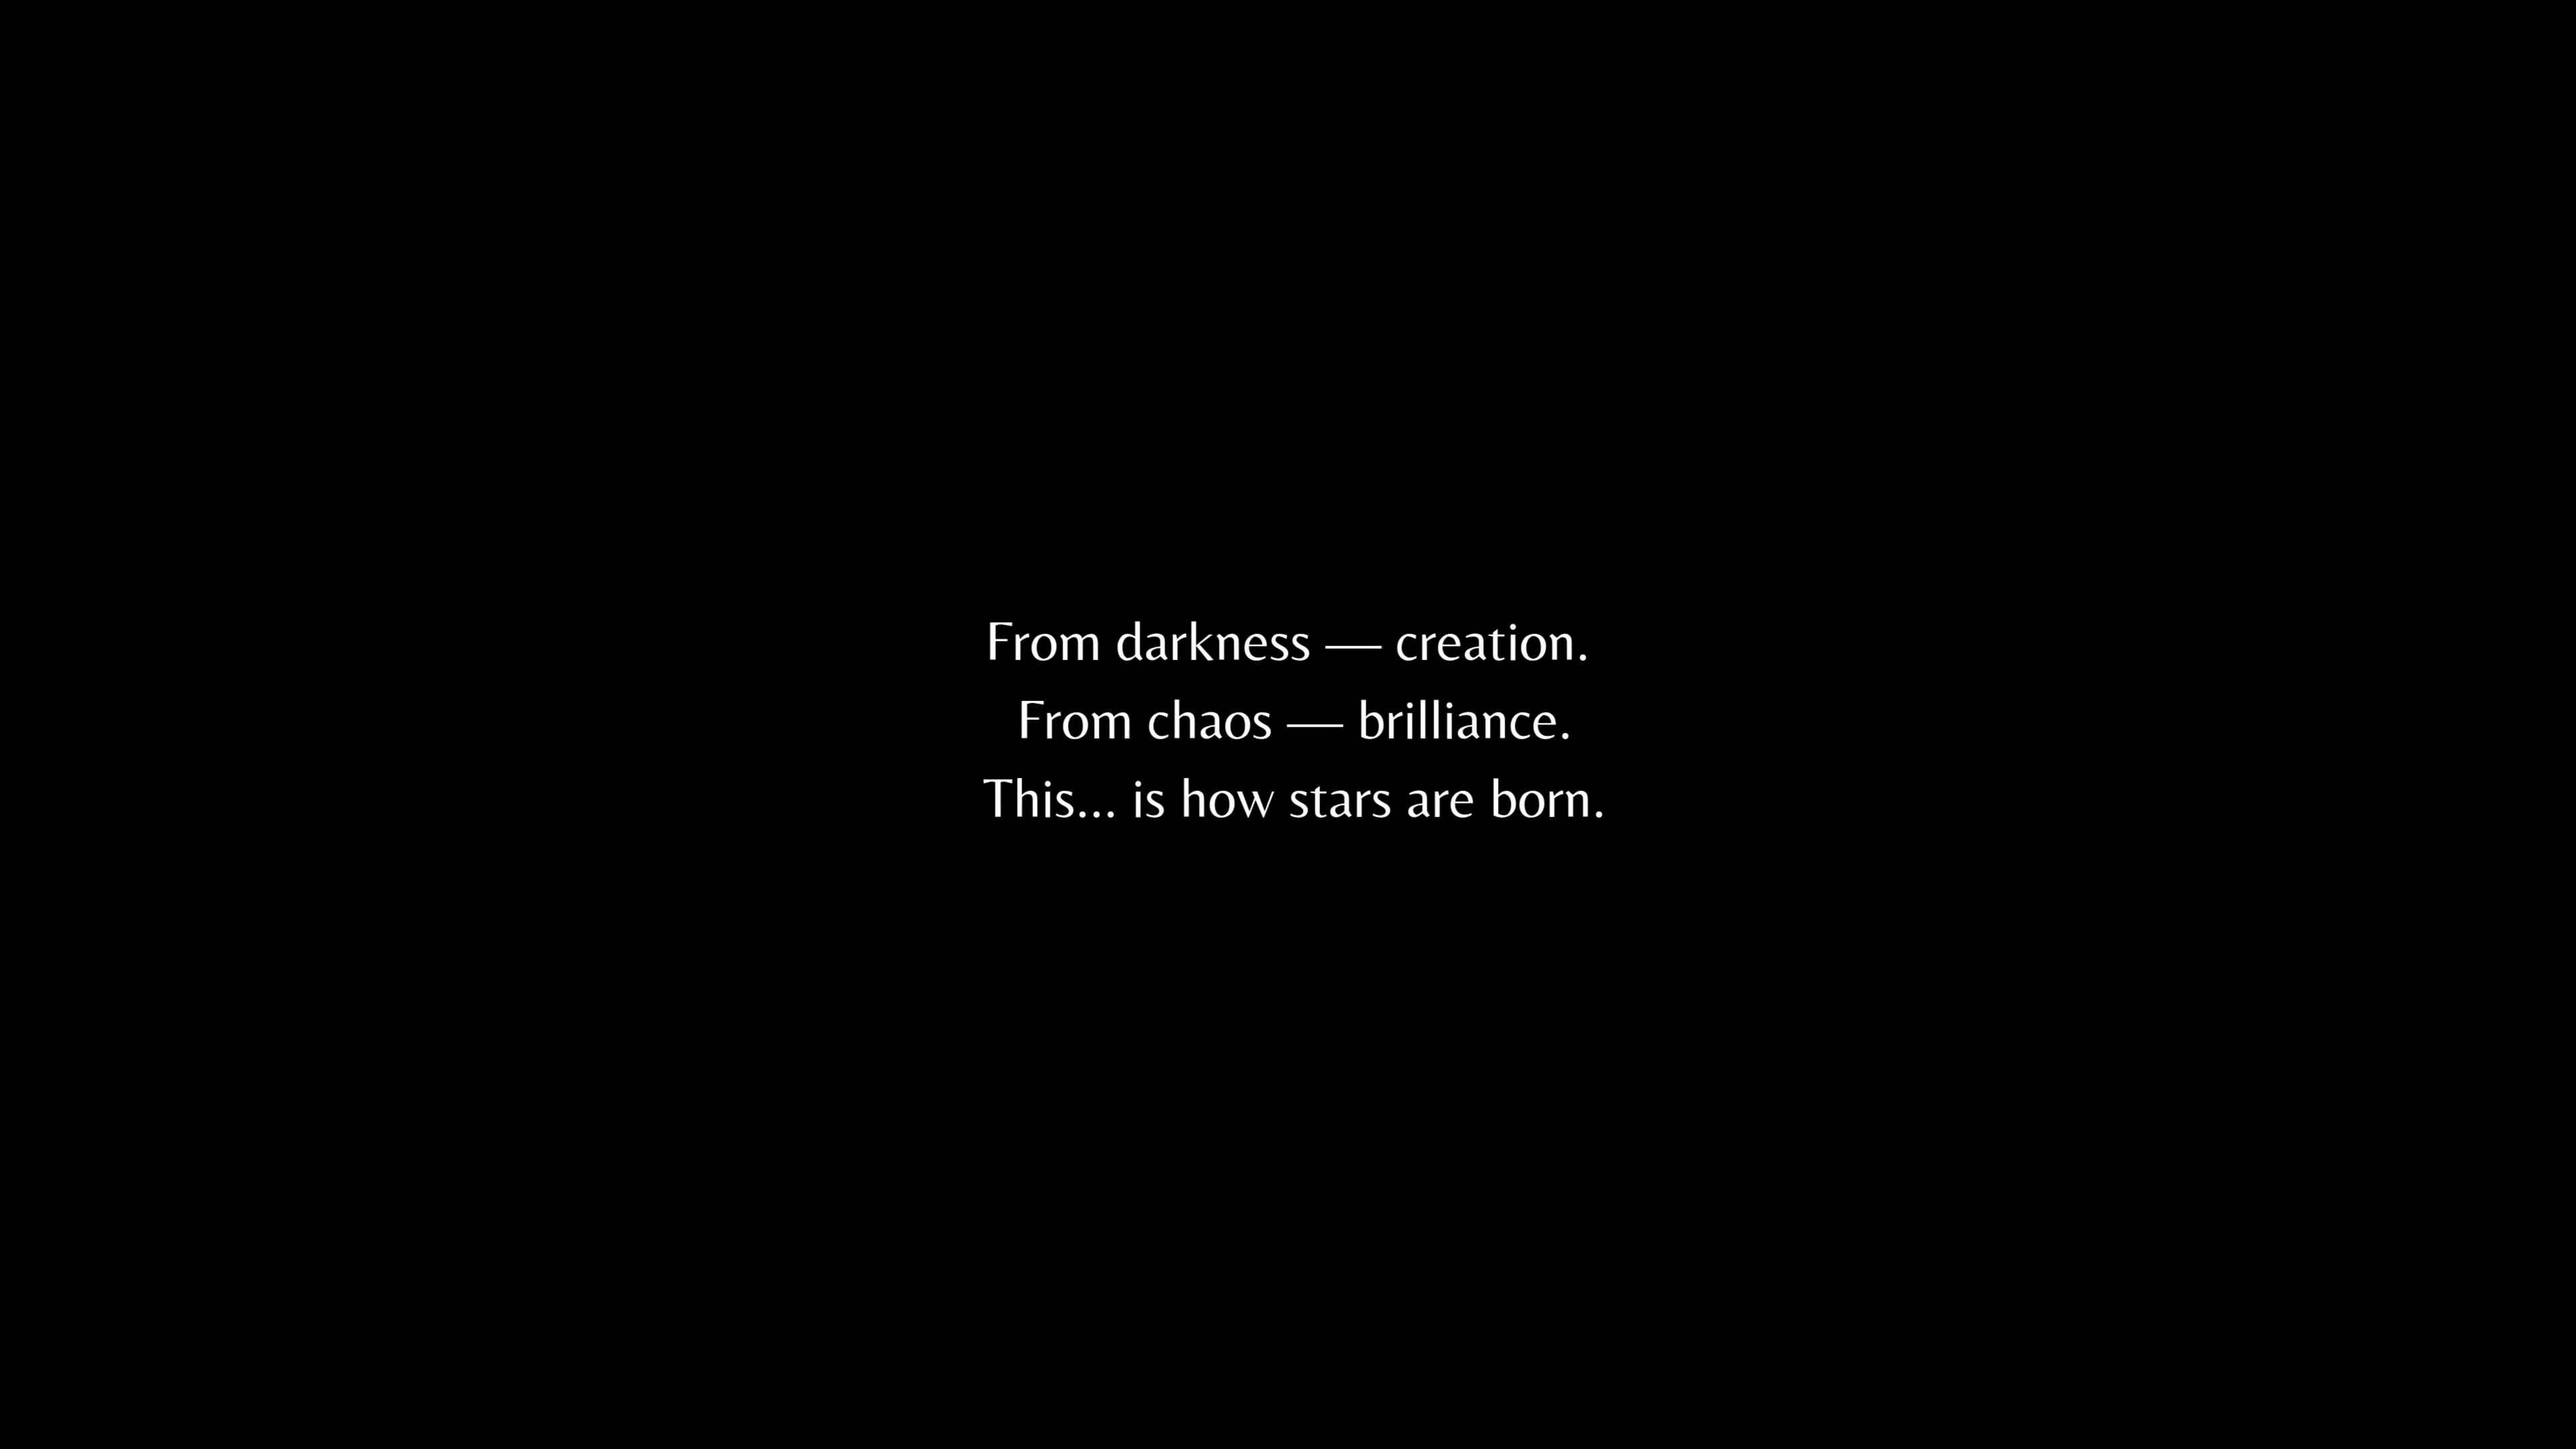 From darkness — creation.
From chaos — brilliance.
This... is how stars are born.